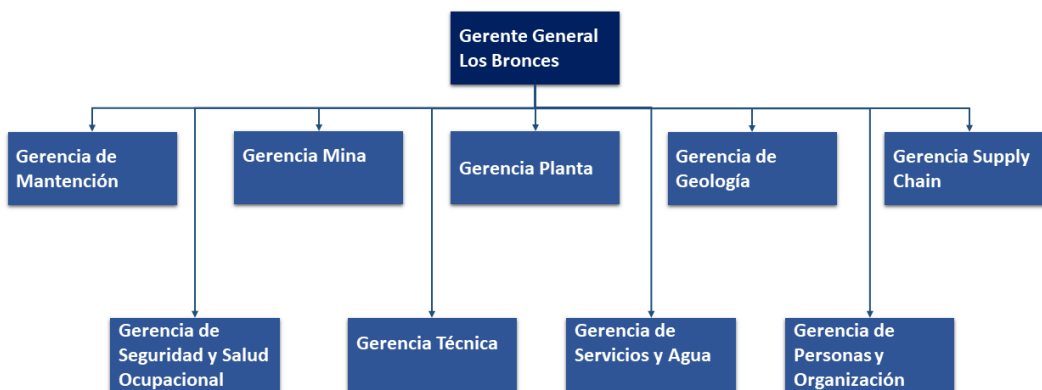 Gerente General
Los Bronces
Gerencia de
Mantención
Gerencia Mina
Gerencia Planta
Gerencia de
Geología
Gerencia Supply
Chain
Gerencia de
Seguridad y Salud
Ocupacional
Gerencia Técnica
Gerencia de
Servicios y Agua
Gerencia de
Personas y
Organización